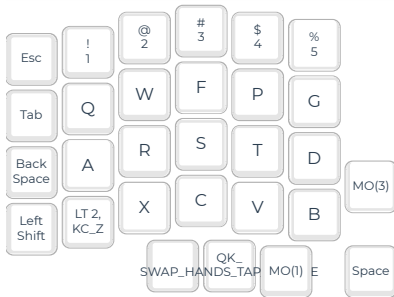 Esc ! 1 @ 2 # 3 $ 4 % 5
Tab Q W F P G
Back Space A R S T D
MO(3)
Left Shift LT 2, KC_Z X C V B
SWAP_HANDS_TAP QK_ MO(1) E Space